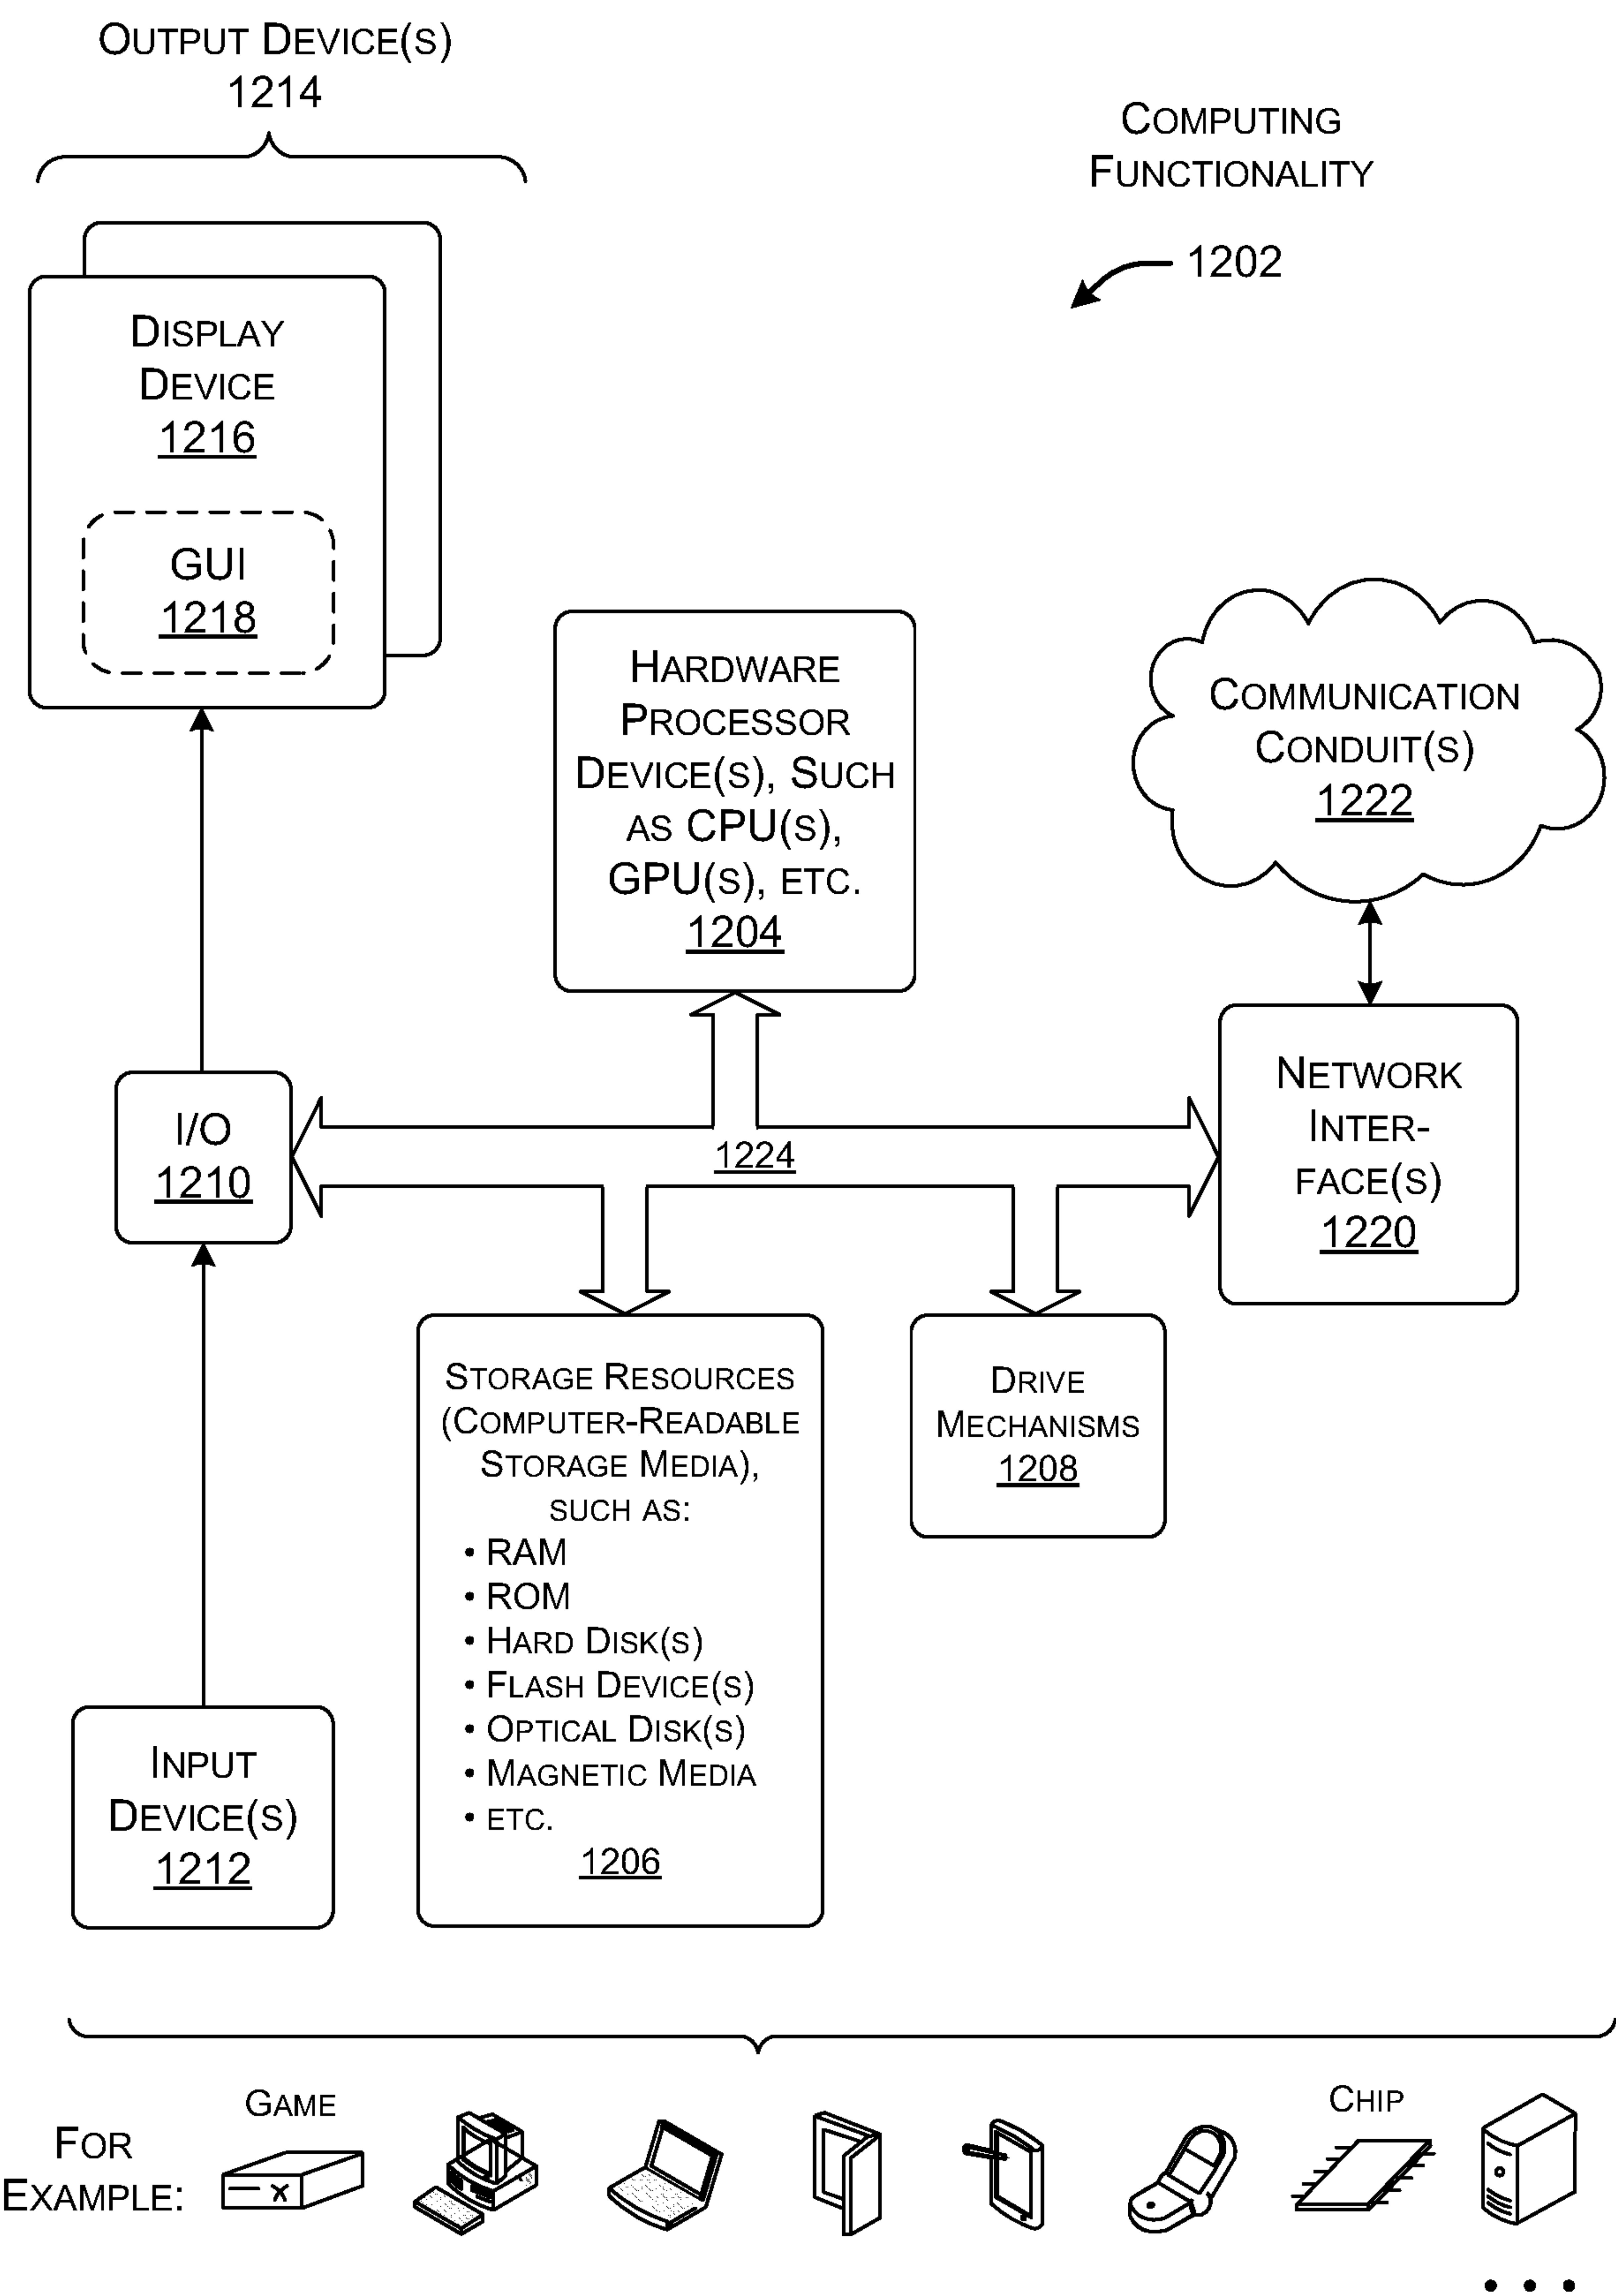 OUTPUT DEVICE(S)
1214
COMPUTING
FUNCTIONALITY
1202
DISPLAY
DEVICE
1216
GUI
1218
HARDWARE
PROCESSOR
DEVICE(S), SUCH
AS CPU(S),
GPU(S), ETC.
1204
COMMUNICATION
CONDUIT(S)
1222
I/O
1210
1224
NETWORK
INTER-
FACE(S)
1220
STORAGE RESOURCES
(COMPUTER-READABLE
STORAGE MEDIA),
SUCH AS:
• RAM
• ROM
• HARD DISK(S)
• FLASH DEVICE(S)
• OPTICAL DISK(S)
• MAGNETIC MEDIA
• ETC.
1206
DRIVE
MECHANISMS
1208
INPUT
DEVICE(S)
1212
FOR
EXAMPLE:
GAME
X
CHIP
• • •